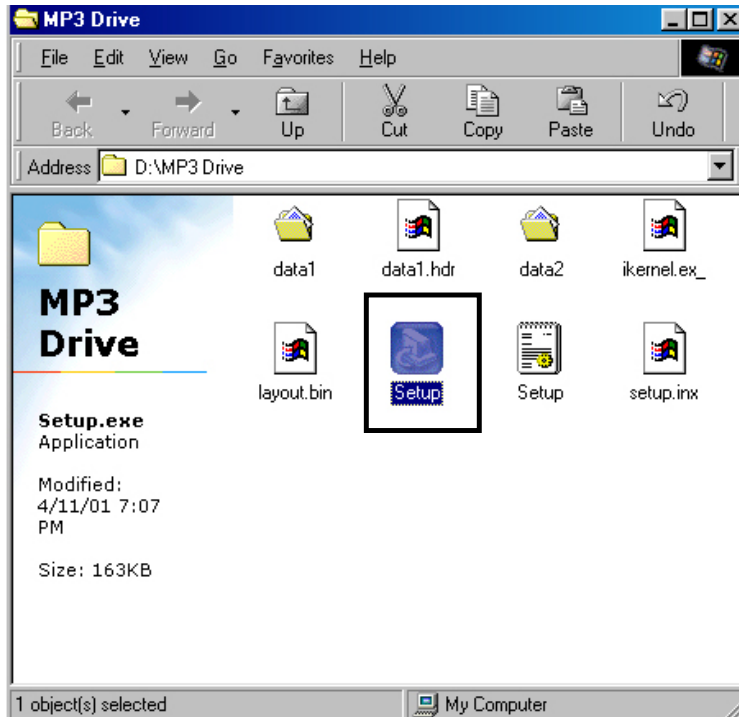 MP3 Drive
File Edit View Go Favorites Help
Back Forward Up Cut Copy Paste Undo
Address D:\MP3 Drive
MP3
Drive
Setup.exe
Application
Modified:
4/11/01 7:07
PM
Size: 163KB
data1 data1.hdr data2 ikernel.ex_
layout.bin Setup Setup setup.inx
1 object(s) selected My Computer